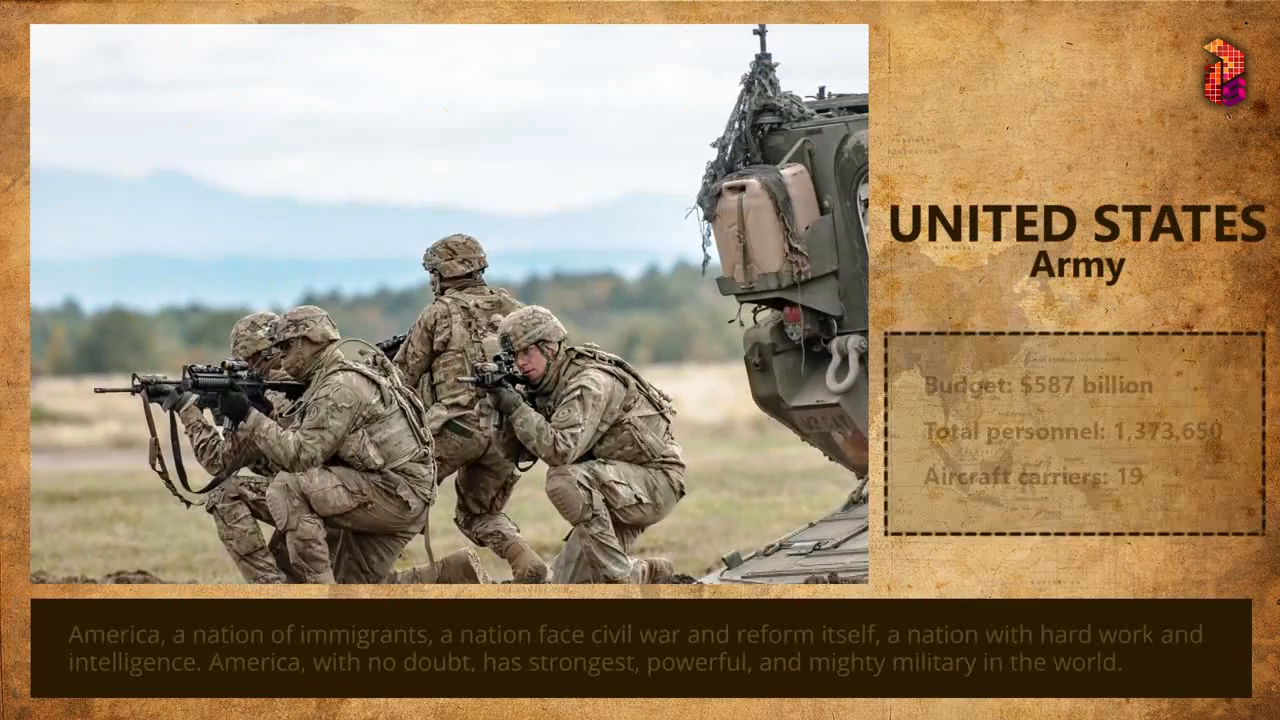 UNITED STATES
Army
Budget: $587 billion
Total personnel: 1,373,650
Aircraft carriers: 19
America, a nation of immigrants, a nation face civil war and reform itself, a nation with hard work and
intelligence. America, with no doubt. has strongest, powerful, and mighty military in the world.